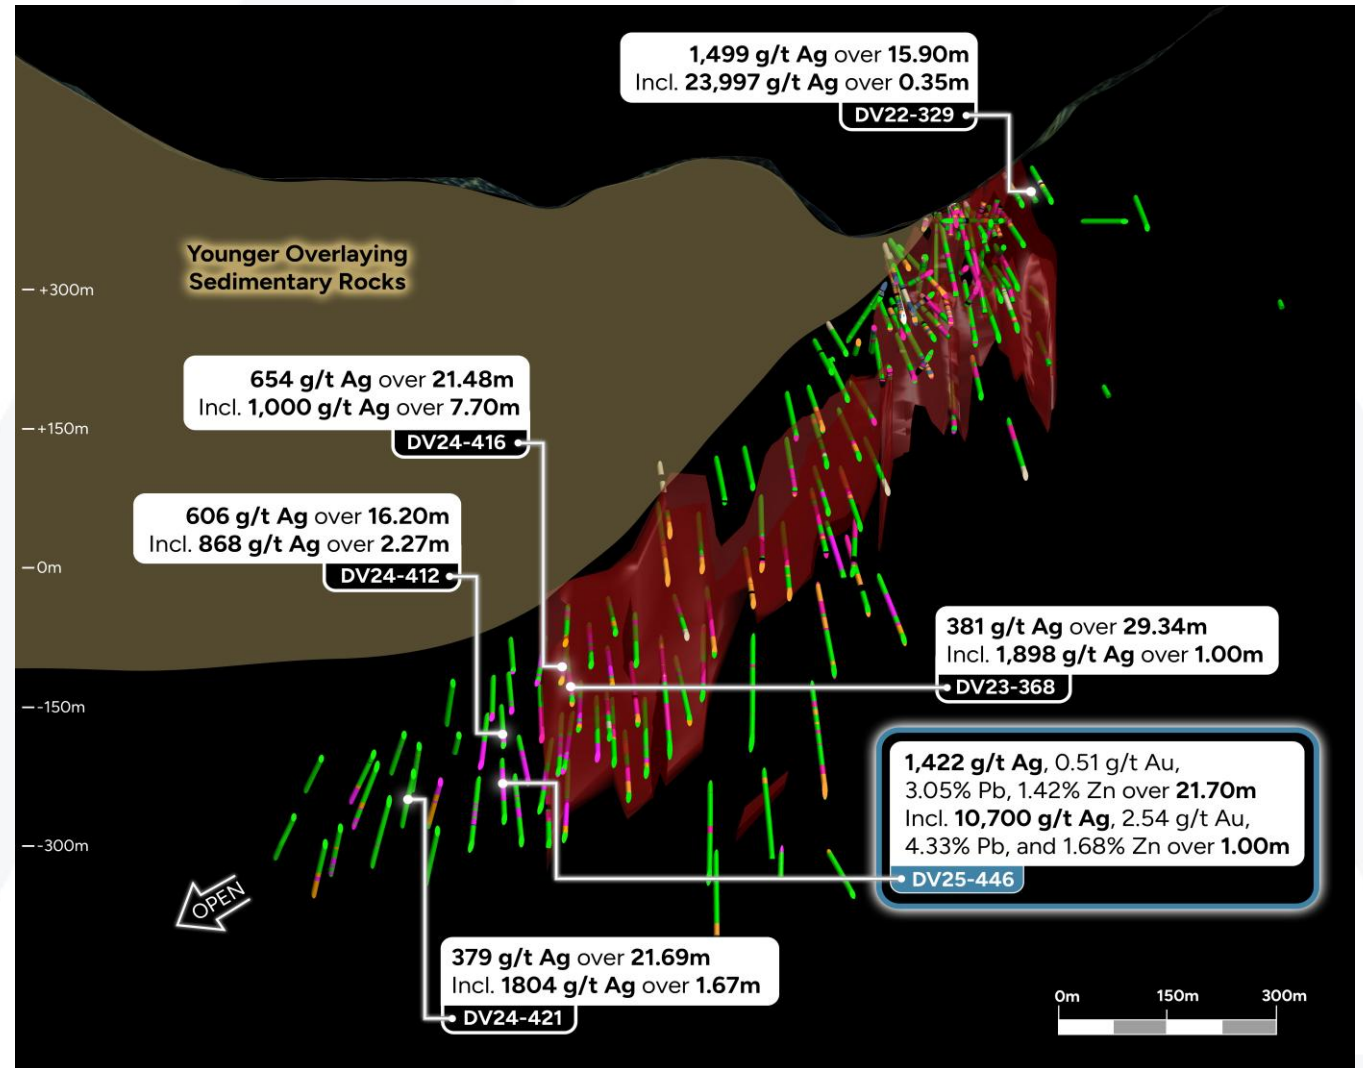 1,499 g/t Ag over 15.90m
Incl. 23,997 g/t Ag over 0.35m
DV22-329
Younger Overlaying
Sedimentary Rocks
+300m
654 g/t Ag over 21.48m
Incl. 1,000 g/t Ag over 7.70m
DV24-416
+150m
606 g/t Ag over 16.20m
Incl. 868 g/t Ag over 2.27m
DV24-412
0m
381 g/t Ag over 29.34m
Incl. 1,898 g/t Ag over 1.00m
DV23-368
-150m
1,422 g/t Ag, 0.51 g/t Au,
3.05% Pb, 1.42% Zn over 21.70m
Incl. 10,700 g/t Ag, 2.54 g/t Au,
4.33% Pb, and 1.68% Zn over 1.00m
DV25-446
-300m
OPEN
379 g/t Ag over 21.69m
Incl. 1804 g/t Ag over 1.67m
DV24-421
0m 150m 300m